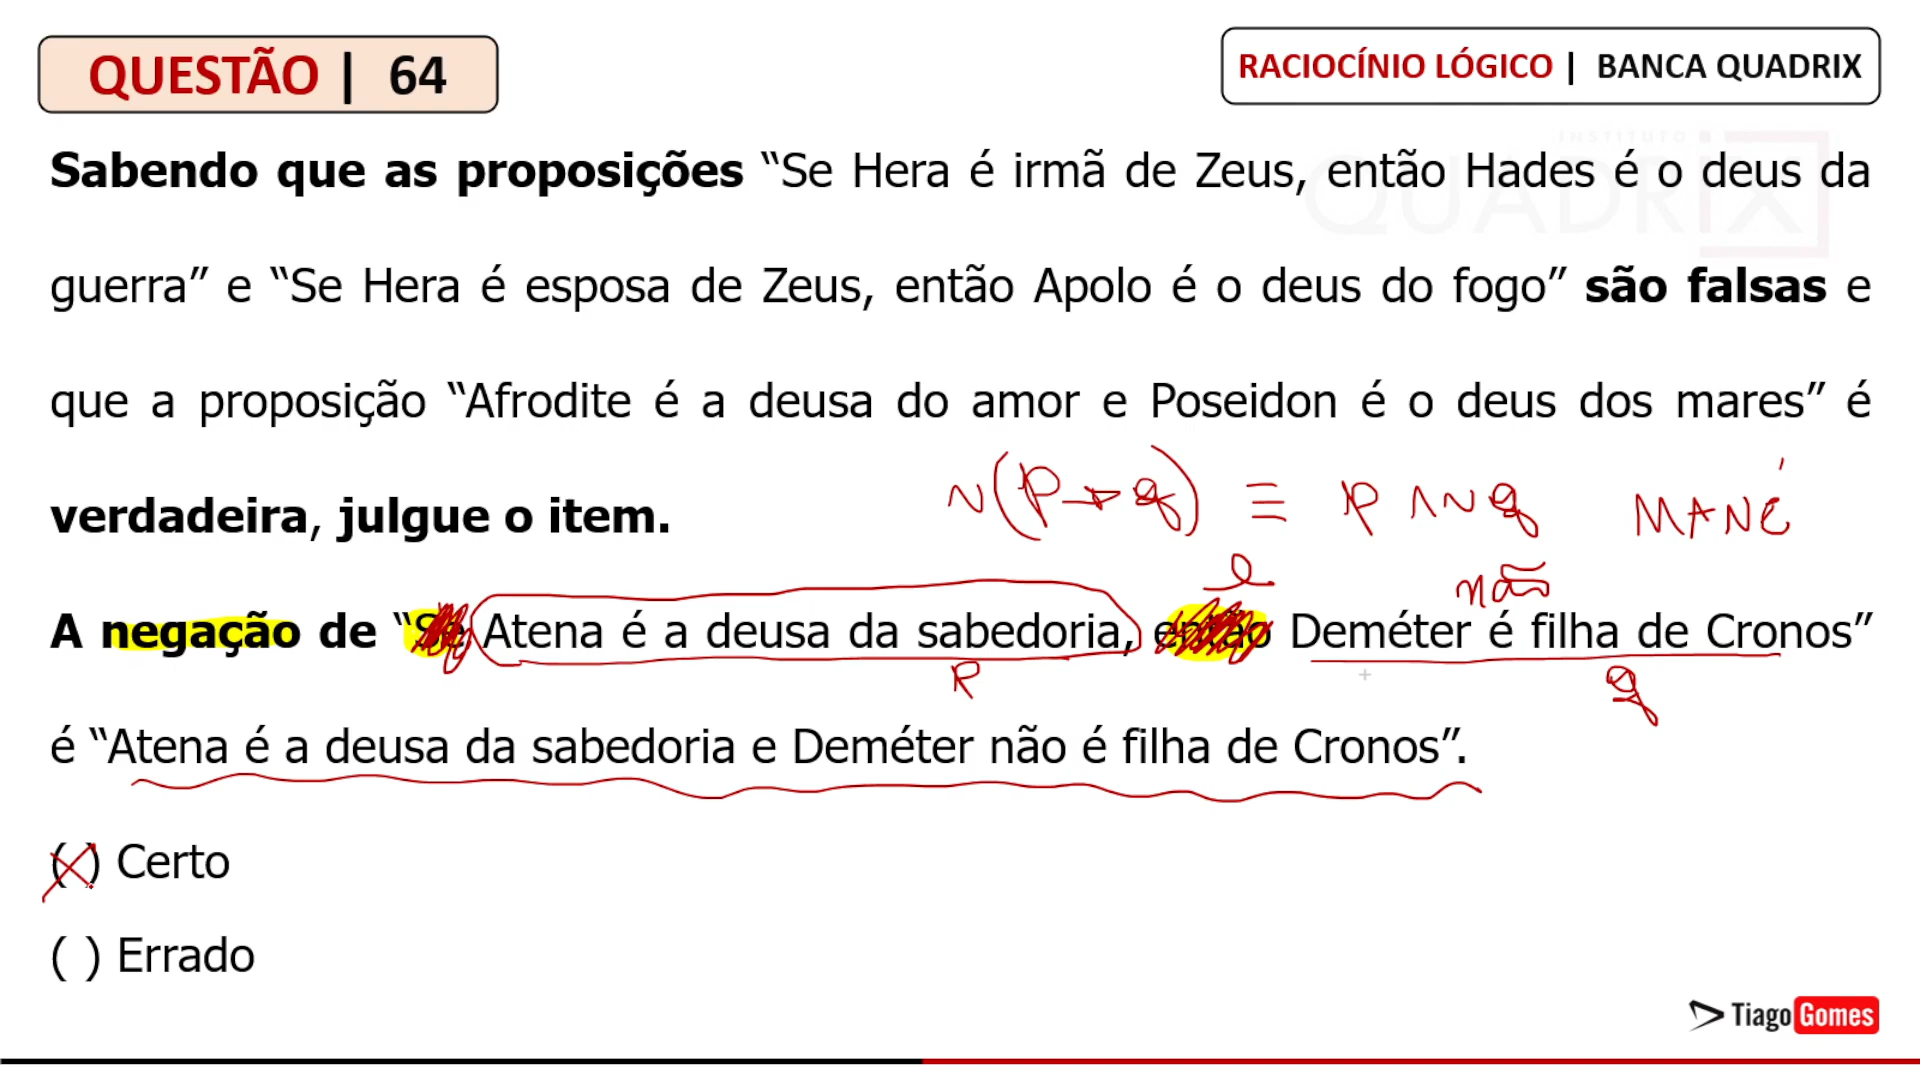 QUESTÃO | 64
RACIOCÍNIO LÓGICO | BANCA QUADRIX
INSTITUTO
QUADRIX
Sabendo que as proposições “Se Hera é irmã de Zeus, então Hades é o deus da
guerra” e “Se Hera é esposa de Zeus, então Apolo é o deus do fogo” são falsas e
que a proposição “Afrodite é a deusa do amor e Poseidon é o deus dos mares” é
verdadeira, julgue o item.
~(P→q) ≡ P ∧ ~q MANÉ
e não
A negação de “Se Atena é a deusa da sabedoria, então Deméter é filha de Cronos”
P q
é “Atena é a deusa da sabedoria e Deméter não é filha de Cronos”.
(X) Certo
( ) Errado
Tiago Gomes